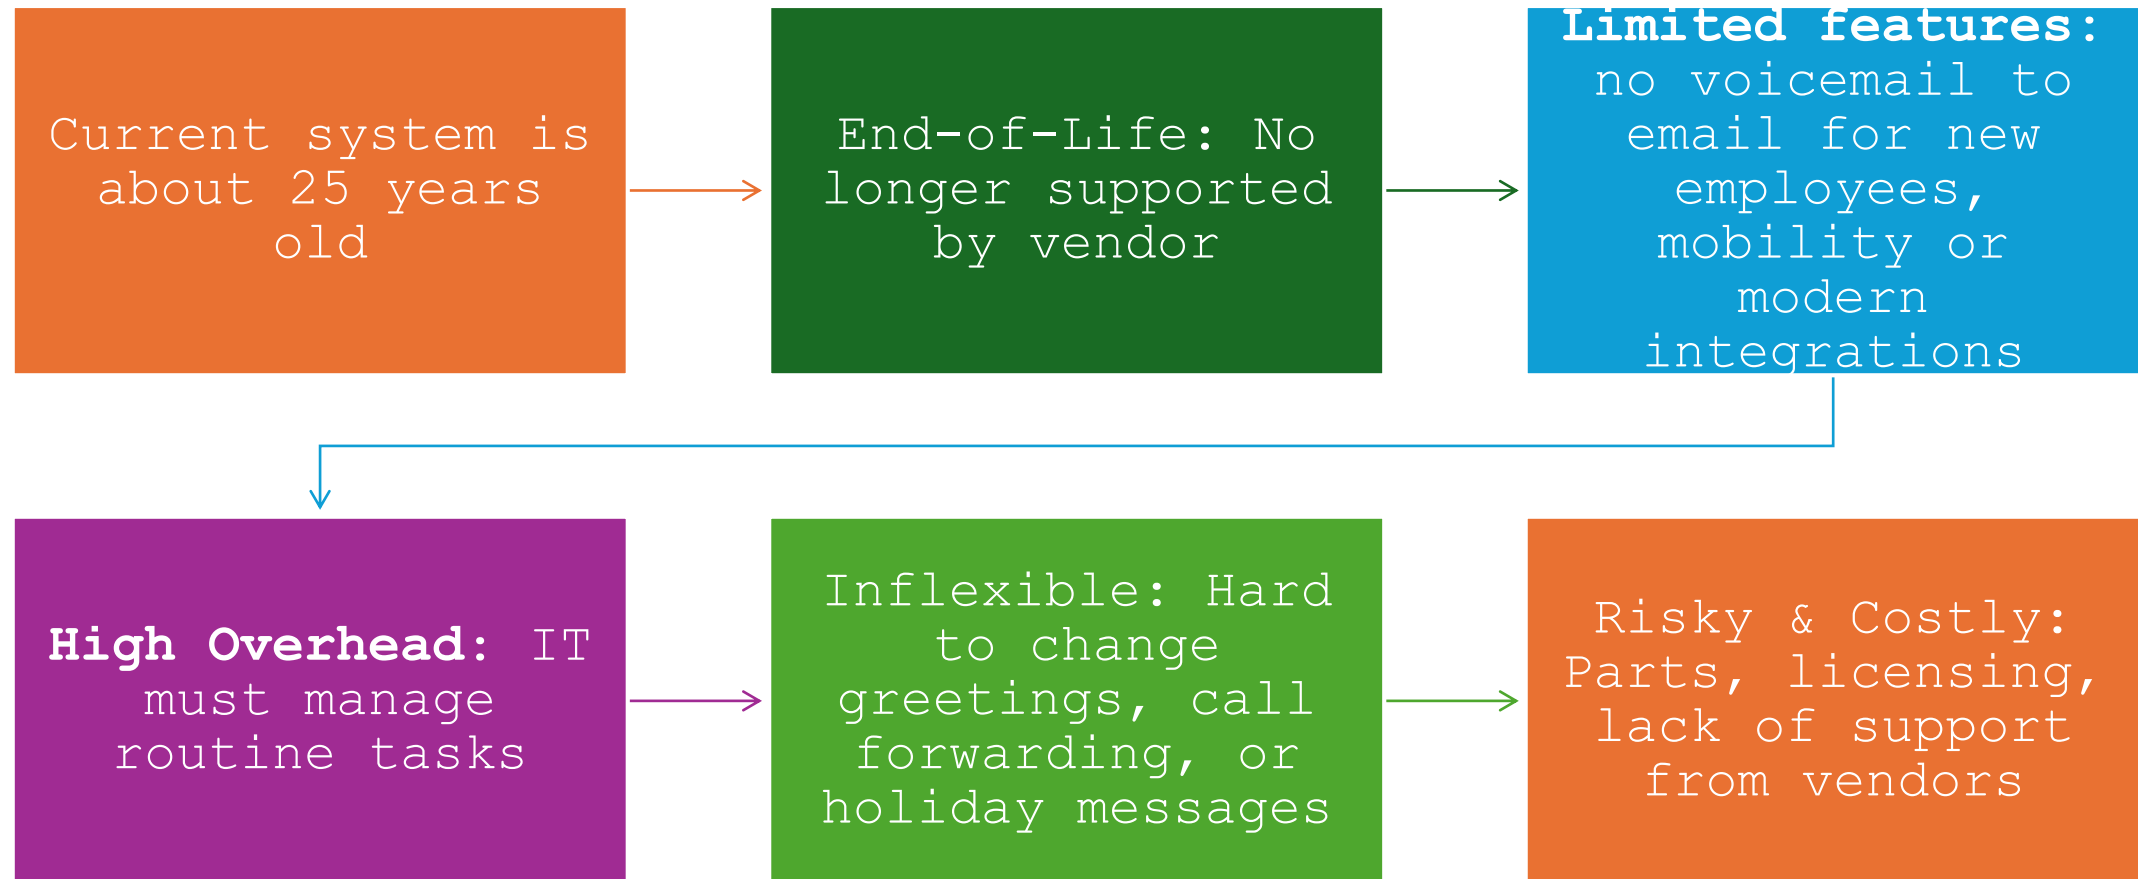 Current system is
about 25 years
old
End-of-Life: No
longer supported
by vendor
Limited features:
no voicemail to
email for new
employees,
mobility or
modern
integrations
High Overhead: IT
must manage
routine tasks
Inflexible: Hard
to change
greetings, call
forwarding, or
holiday messages
Risky & Costly:
Parts, licensing,
lack of support
from vendors